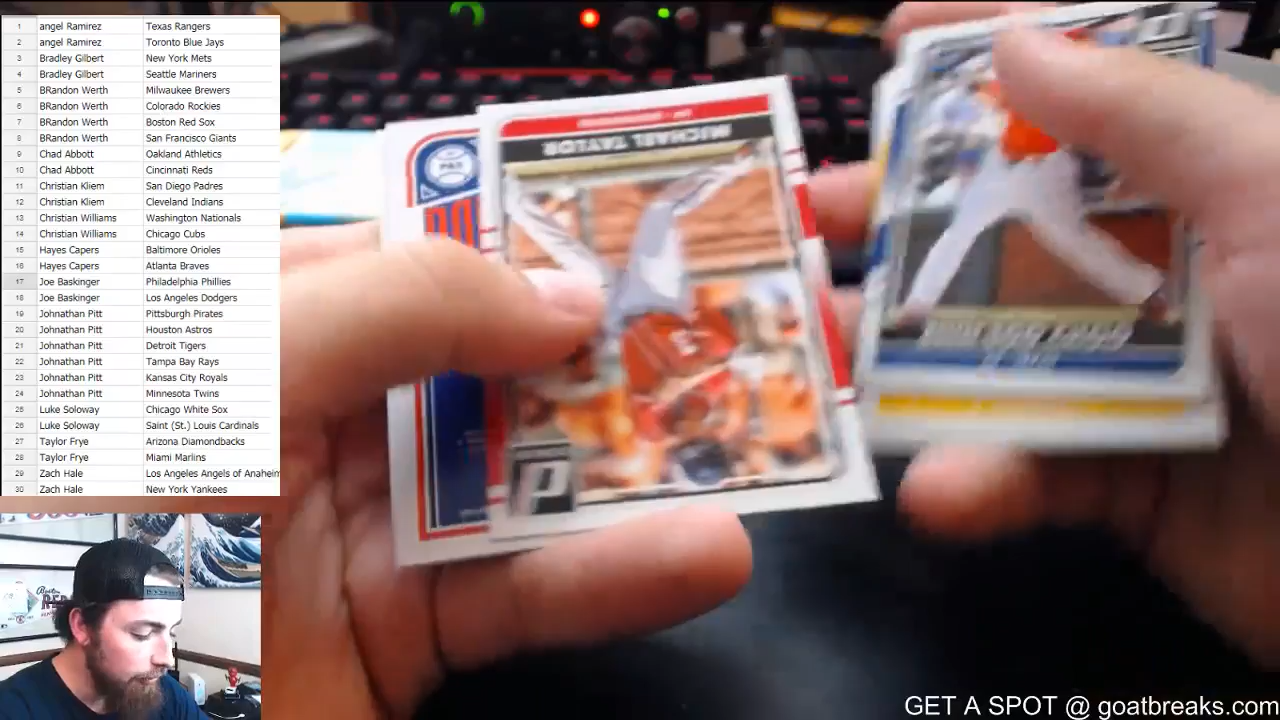 1 angel Ramirez Texas Rangers
2 angel Ramirez Toronto Blue Jays
3 Bradley Gilbert New York Mets
4 Bradley Gilbert Seattle Mariners
5 BRandon Werth Milwaukee Brewers
6 BRandon Werth Colorado Rockies
7 BRandon Werth Boston Red Sox
8 BRandon Werth San Francisco Giants
9 Chad Abbott Oakland Athletics
10 Chad Abbott Cincinnati Reds
11 Christian Kliem San Diego Padres
12 Christian Kliem Cleveland Indians
13 Christian Williams Washington Nationals
14 Christian Williams Chicago Cubs
15 Hayes Capers Baltimore Orioles
16 Hayes Capers Atlanta Braves
17 Joe Baskinger Philadelphia Phillies
18 Joe Baskinger Los Angeles Dodgers
19 Johnathan Pitt Pittsburgh Pirates
20 Johnathan Pitt Houston Astros
21 Johnathan Pitt Detroit Tigers
22 Johnathan Pitt Tampa Bay Rays
23 Johnathan Pitt Kansas City Royals
24 Johnathan Pitt Minnesota Twins
25 Luke Soloway Chicago White Sox
26 Luke Soloway Saint (St.) Louis Cardinals
27 Taylor Frye Arizona Diamondbacks
28 Taylor Frye Miami Marlins
29 Zach Hale Los Angeles Angels of Anaheim
30 Zach Hale New York Yankees
MICHAEL TAYLOR
3
P
Boston
GET A SPOT @ goatbreaks.com